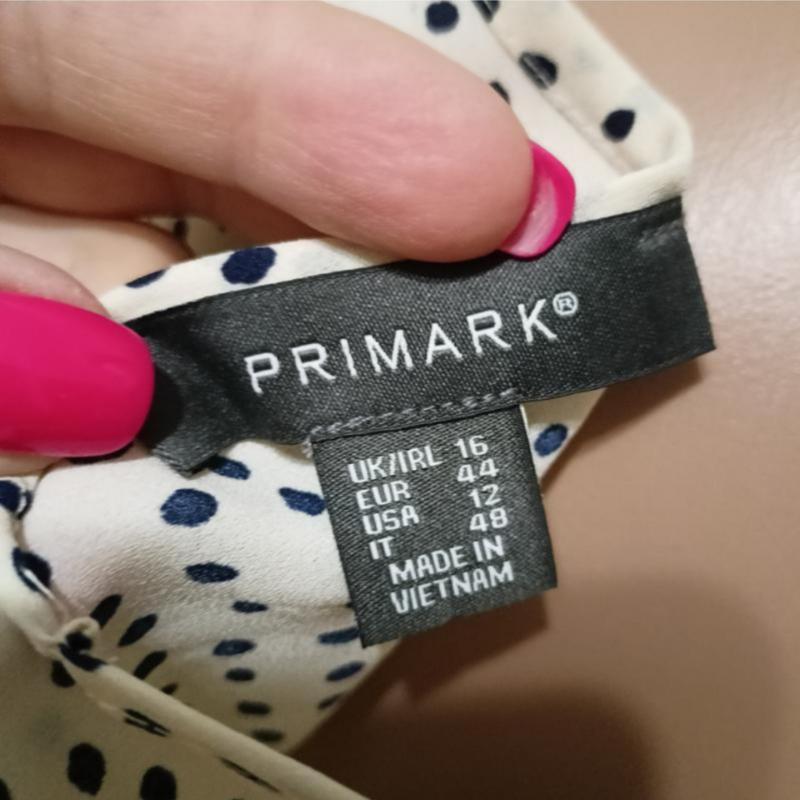 PRIMARK®
UK/IRL 16
EUR 44
USA 12
IT 48
MADE IN
VIETNAM